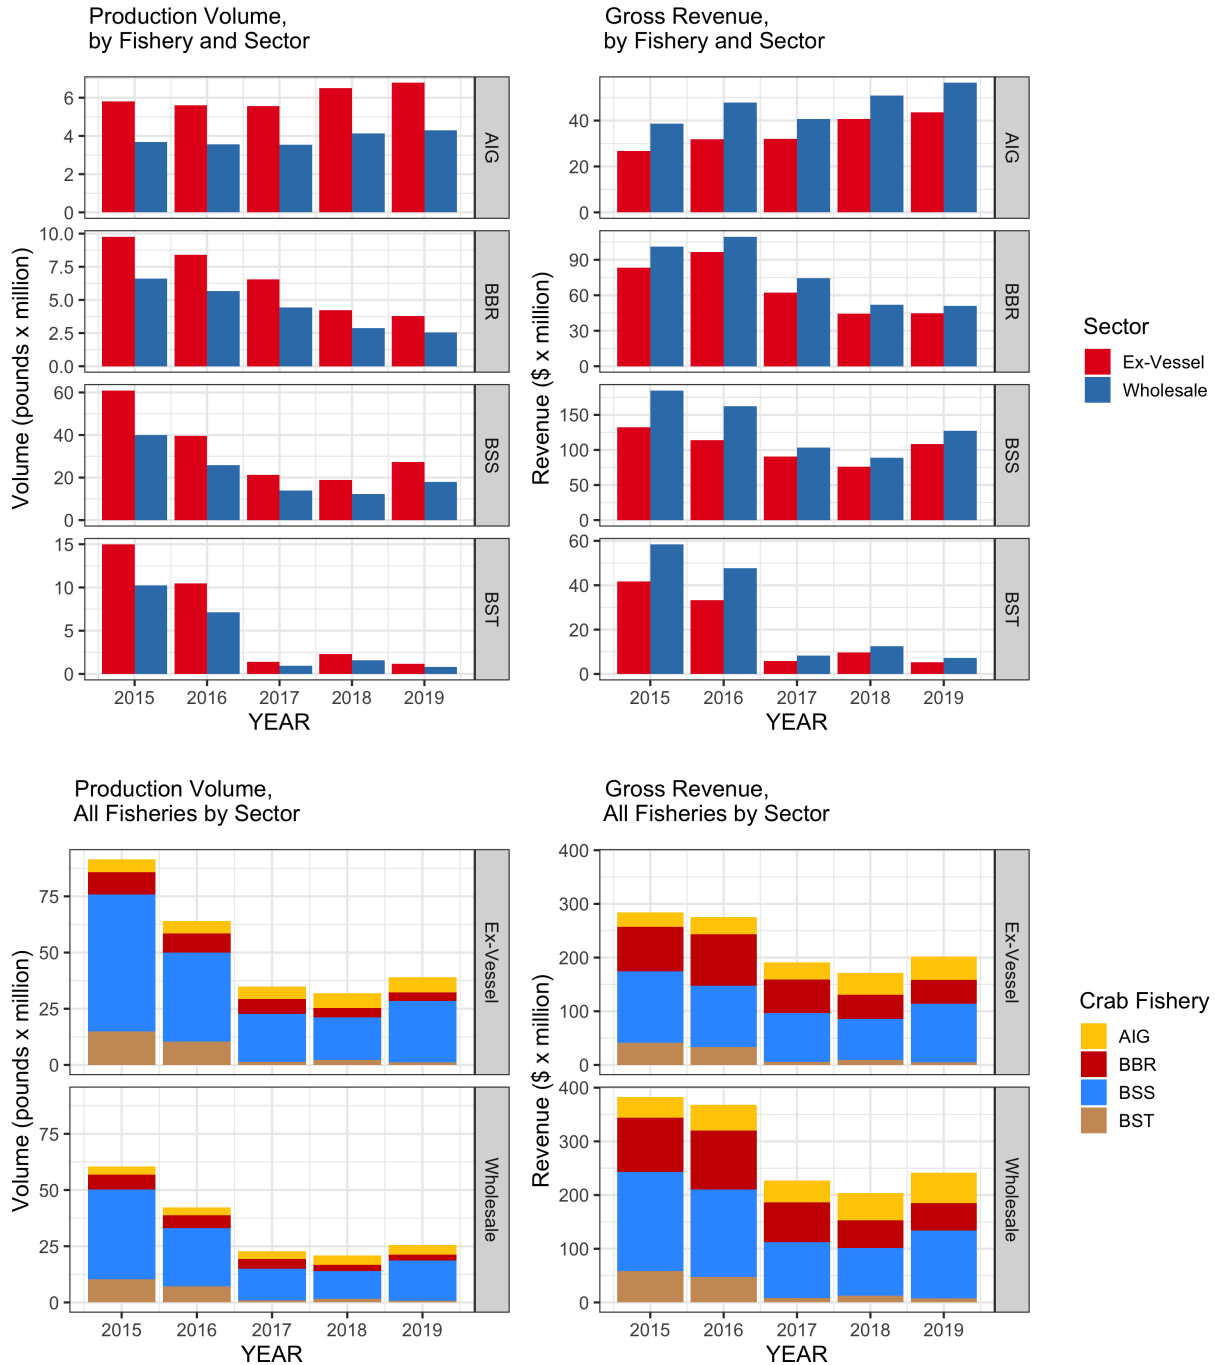 Production Volume,
by Fishery and Sector
Gross Revenue,
by Fishery and Sector
Volume (pounds x million)
6
4
2
0
AIG
10.0
7.5
5.0
2.5
0.0
BBR
60
40
20
0
BSS
15
10
5
0
BST
2015 2016 2017 2018 2019
YEAR
Revenue ($ x million)
40
20
0
AIG
90
60
30
0
BBR
150
100
50
0
BSS
60
40
20
0
BST
2015 2016 2017 2018 2019
YEAR
Sector
Ex-Vessel
Wholesale
Production Volume,
All Fisheries by Sector
Gross Revenue,
All Fisheries by Sector
Volume (pounds x million)
75
50
25
0
Ex-Vessel
75
50
25
0
Wholesale
2015 2016 2017 2018 2019
YEAR
Revenue ($ x million)
400
300
200
100
0
Ex-Vessel
400
300
200
100
0
Wholesale
2015 2016 2017 2018 2019
YEAR
Crab Fishery
AIG
BBR
BSS
BST